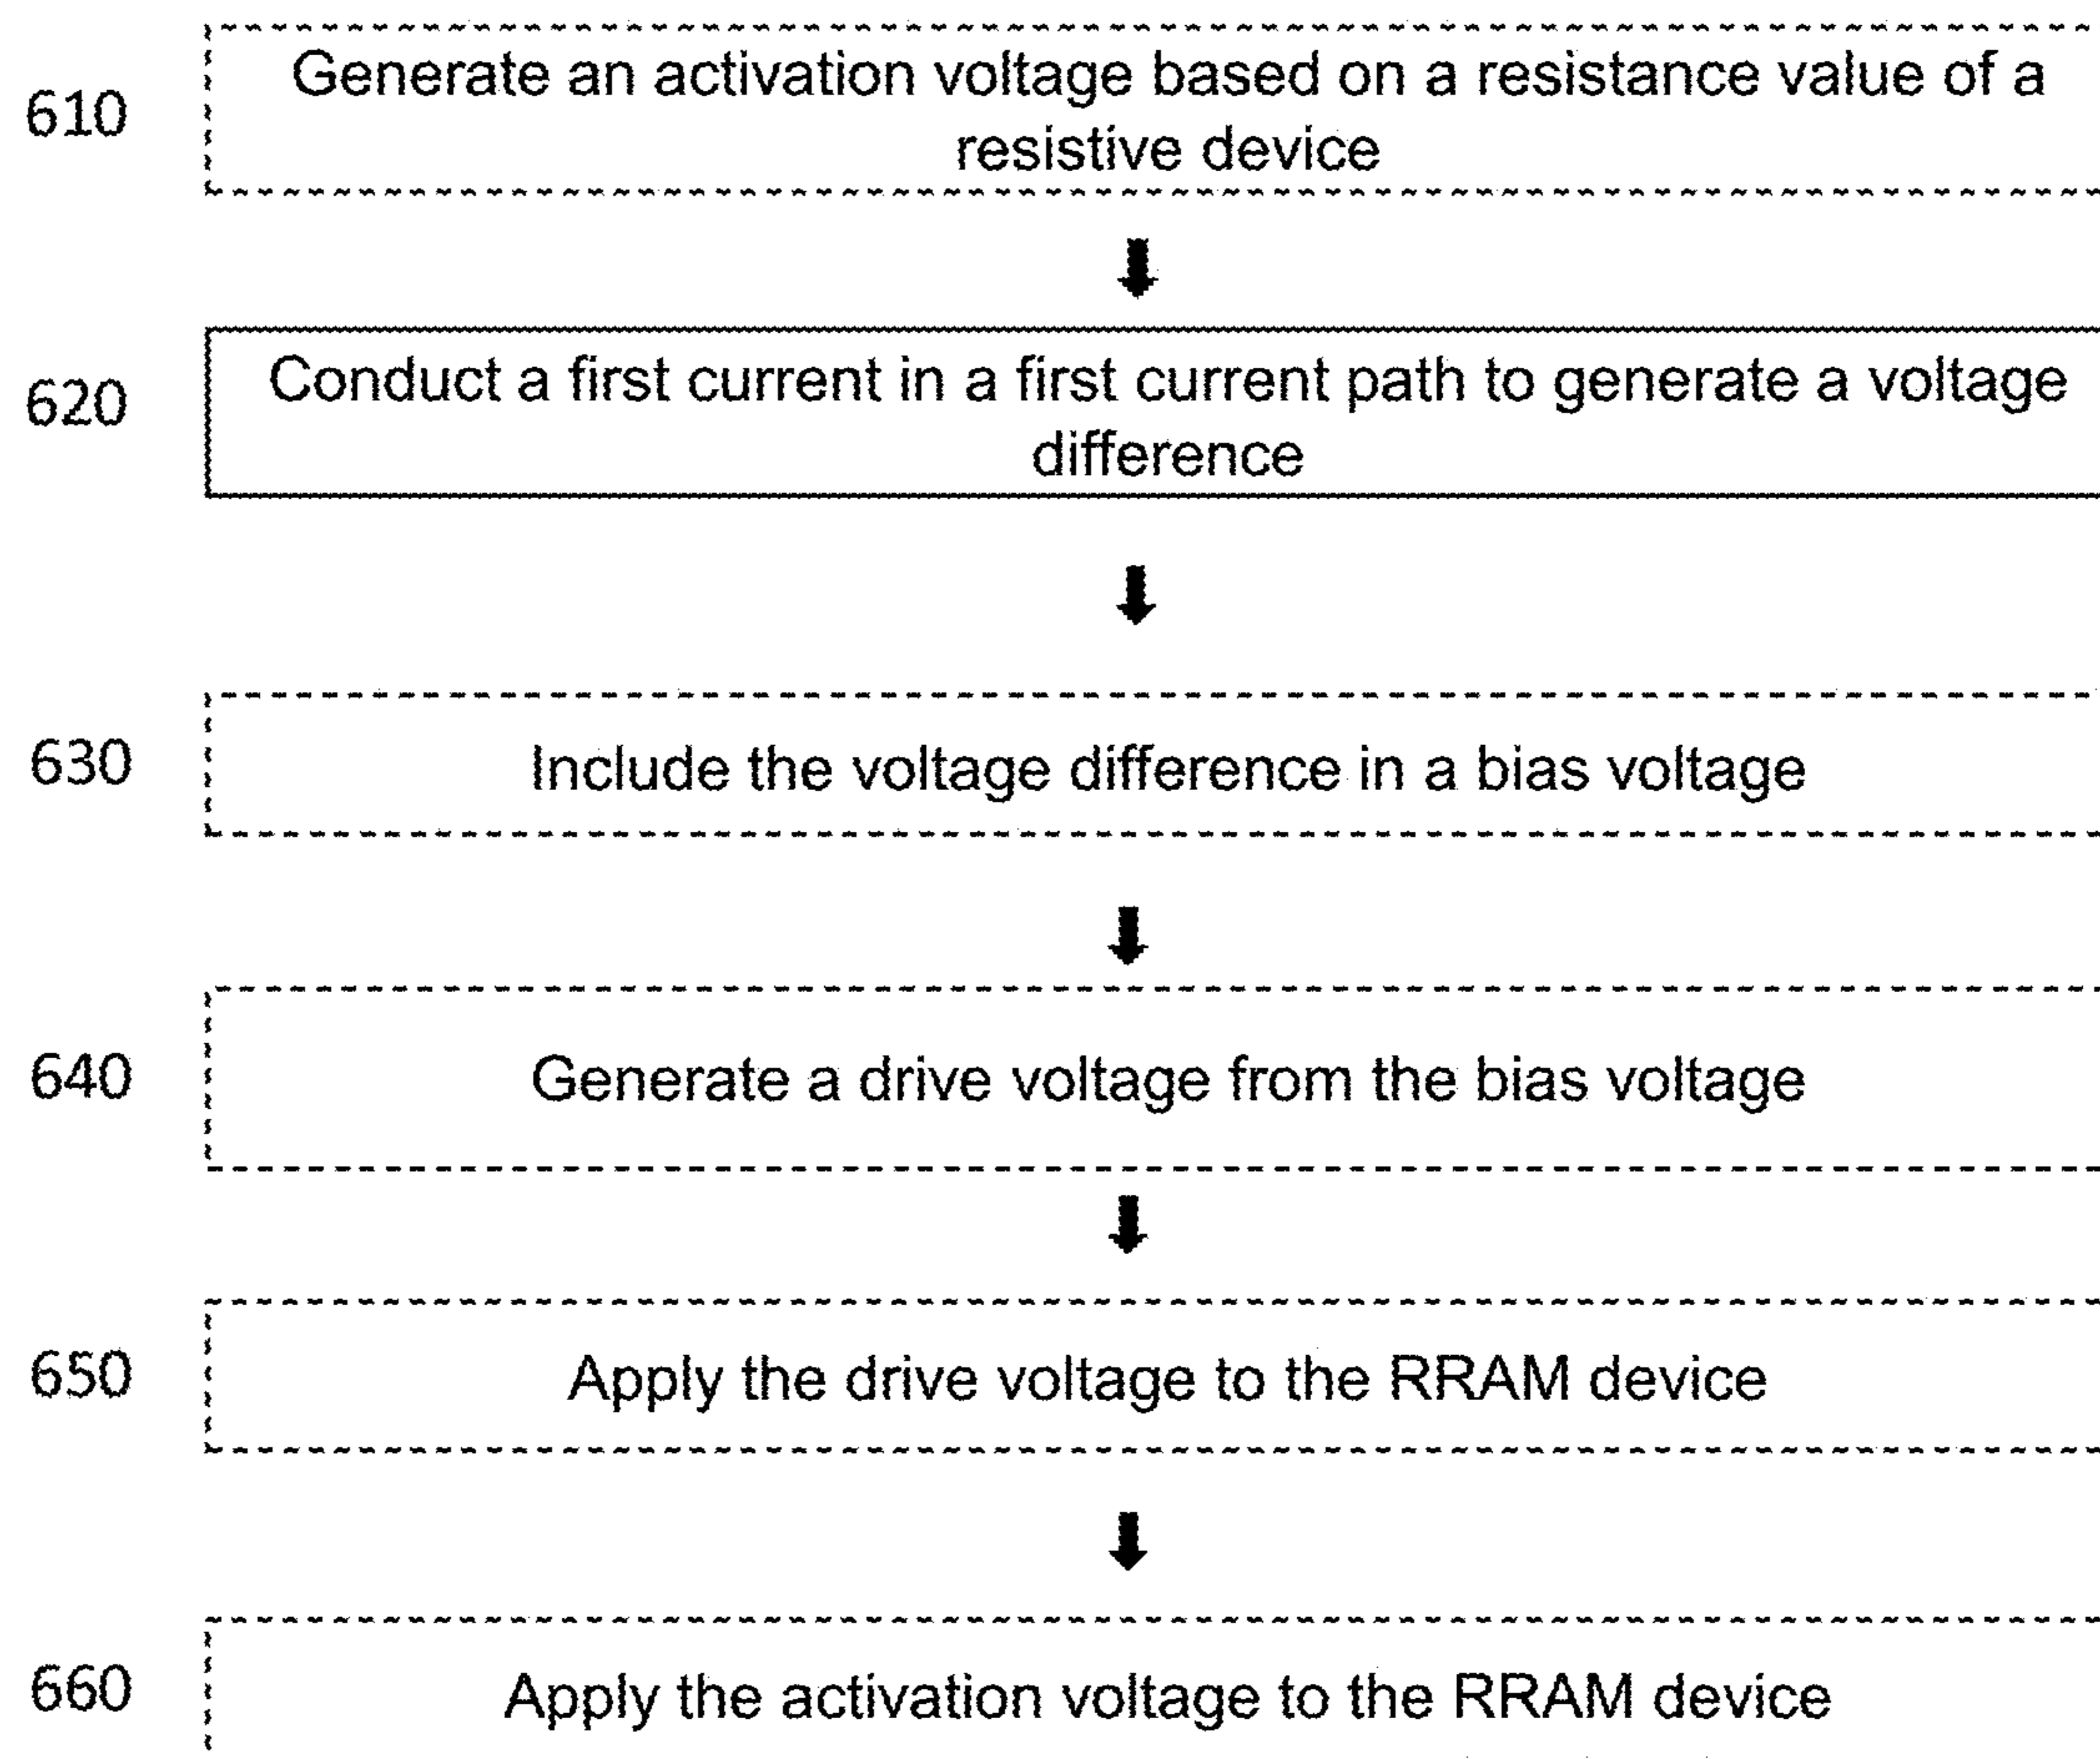 610
Generate an activation voltage based on a resistance value of a
resistive device
620
Conduct a first current in a first current path to generate a voltage
difference
630
Include the voltage difference in a bias voltage
640
Generate a drive voltage from the bias voltage
650
Apply the drive voltage to the RRAM device
660
Apply the activation voltage to the RRAM device